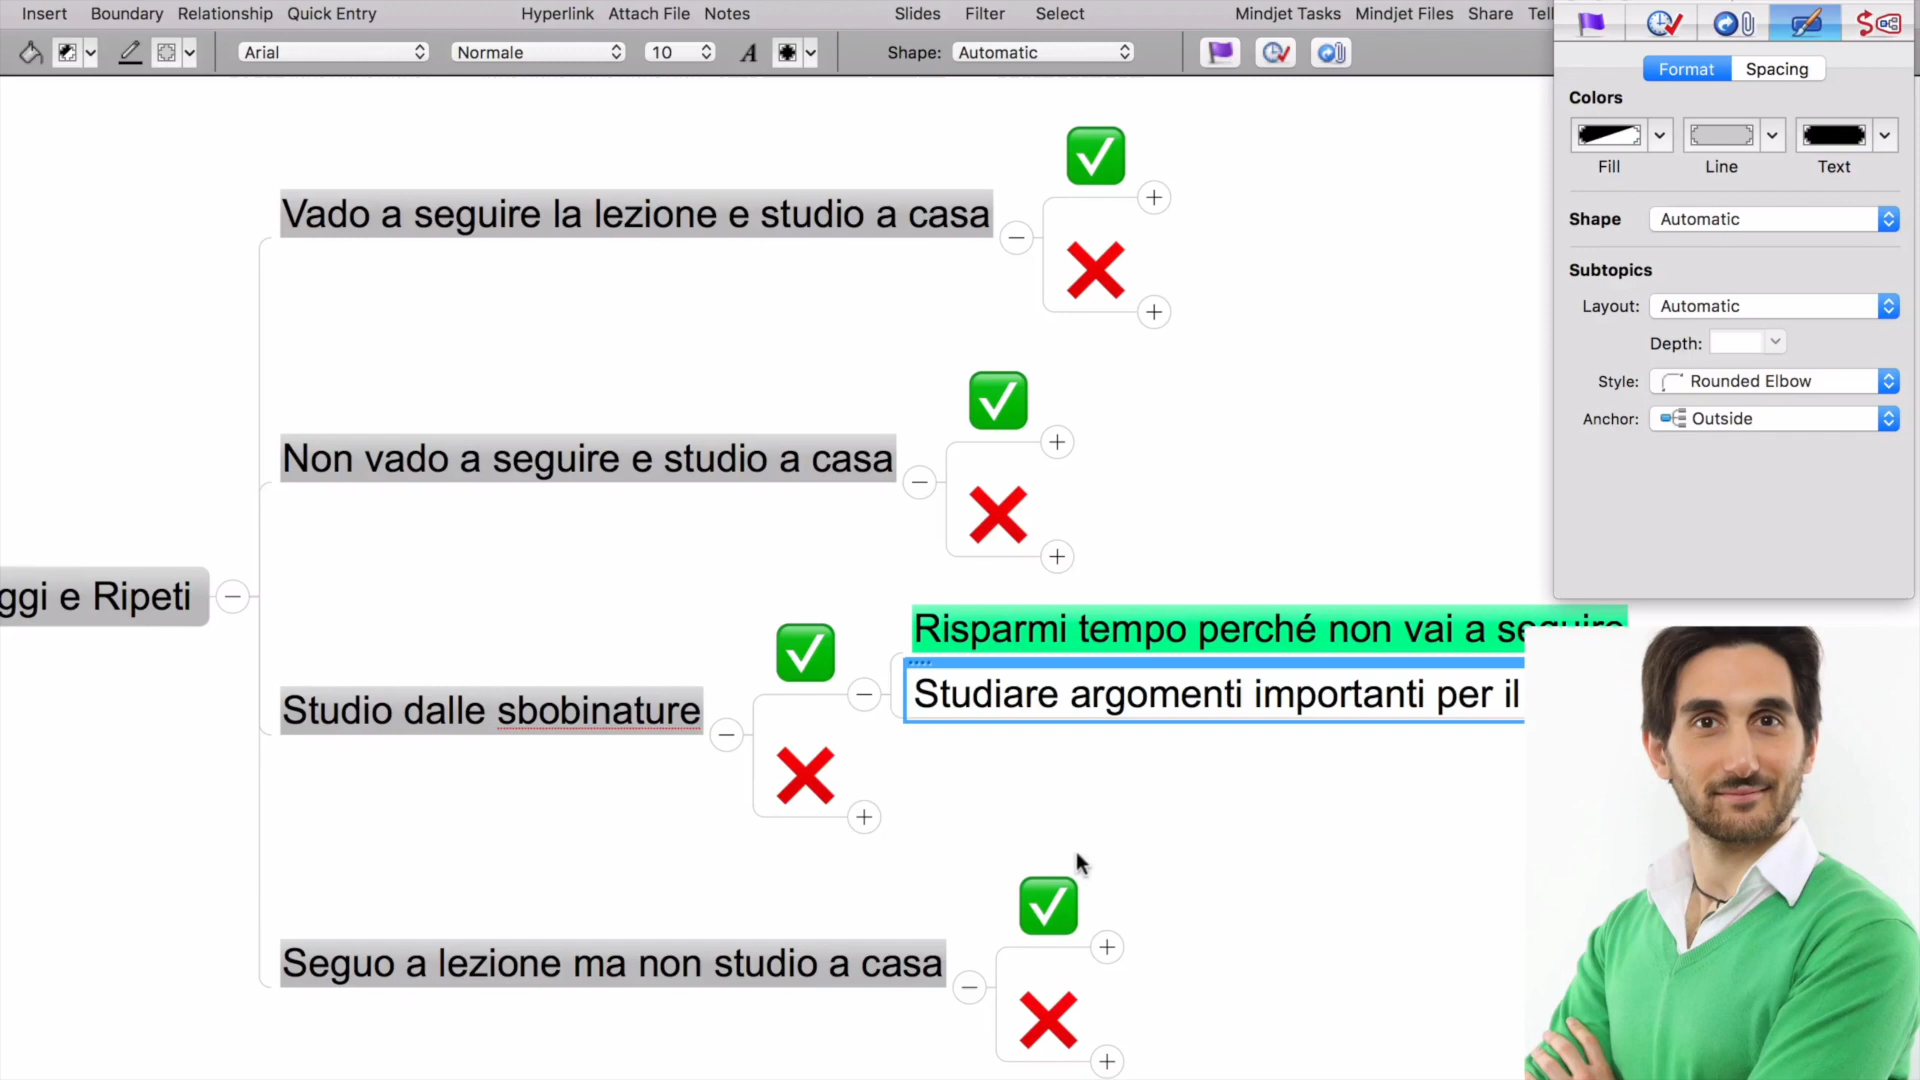 Insert Boundary Relationship Quick Entry Hyperlink Attach File Notes Slides Filter Select Mindjet Tasks Mindjet Files Share Tell
Arial Normale 10 A Shape: Automatic
Format Spacing
Colors
Fill Line Text
Shape Automatic
Subtopics
Layout: Automatic
Depth:
Style: Rounded Elbow
Anchor: Outside
Vado a seguire la lezione e studio a casa
Non vado a seguire e studio a casa
ggi e Ripeti
Risparmi tempo perché non vai a seguire
Studiare argomenti importanti per il
Studio dalle sbobinature
Seguo a lezione ma non studio a casa